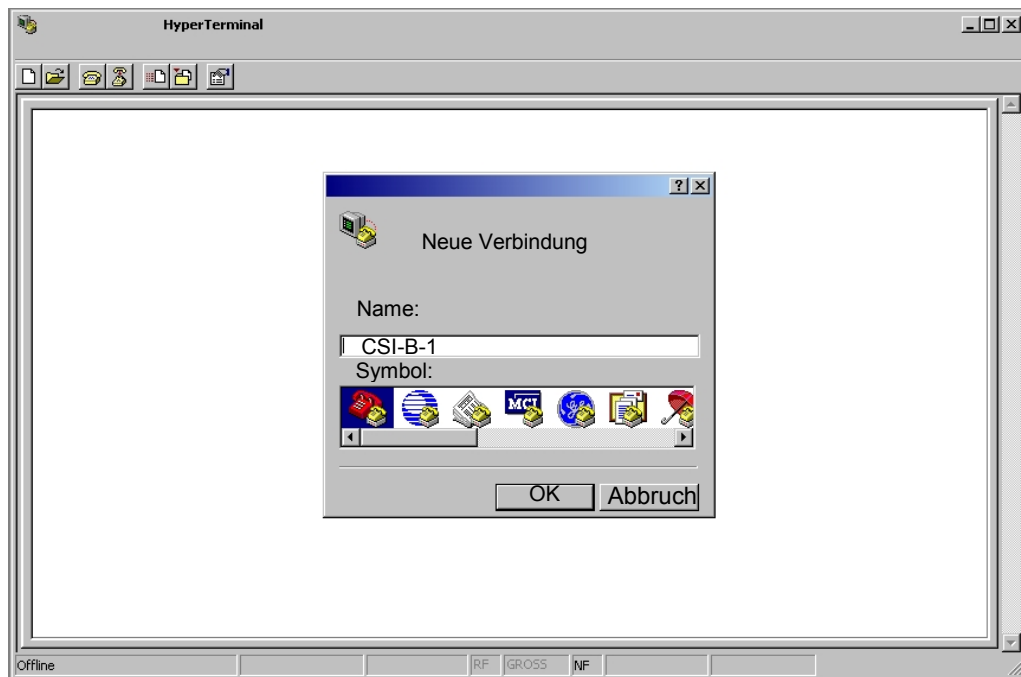 HyperTerminal
Neue Verbindung
Name:
CSI-B-1
Symbol:
MCI
OK
Abbruch
Offline
RF
GROSS
NF